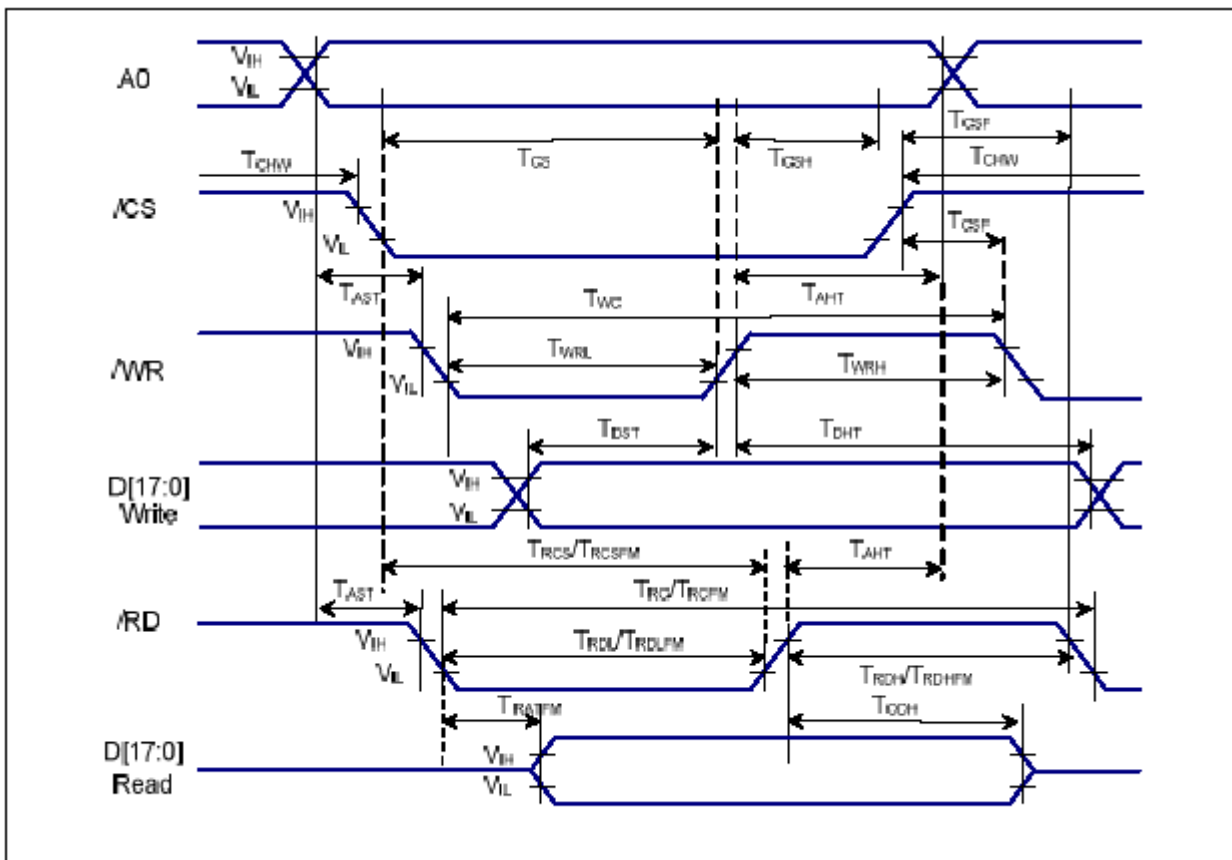 A0
VIH
VIL
TCSF
TCS
TCSH
TCHW
TCHW
/CS
VIH
VIL
TCSF
TAST
TWC
TAHT
/WR
VIH
VIL
TWRL
TWRH
TDST
TDHT
D[17:0]
Write
VIH
VIL
TRCS/TRCSFM
TAHT
TAST
TRC/TRCFM
/RD
VIH
VIL
TRDL/TRDLFM
TRDH/TRDHFM
TRATFM
TODH
D[17:0]
Read
VIH
VIL